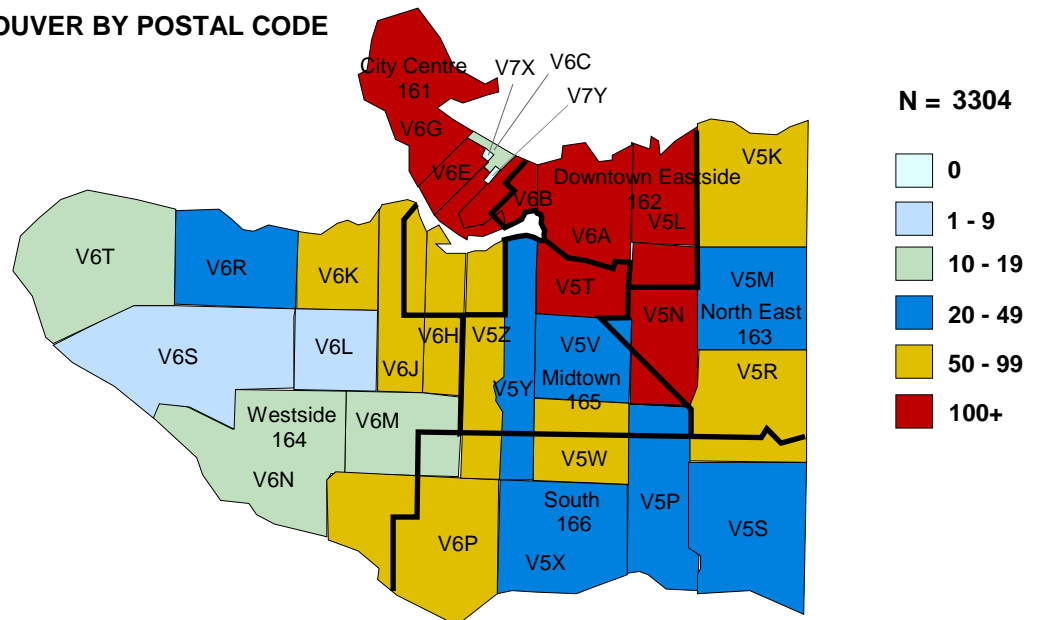 OUVER BY POSTAL CODE
V7X
V6C
V7Y
City Centre
161
V6G
V6E
V6B
Downtown Eastside
162
V6A
V5L
V5K
N = 3304
0
1 - 9
10 - 19
20 - 49
50 - 99
100+
V6T
V6R
V6K
V5T
V5N
V5M
North East
163
V6S
V6L
V6J
V6H
V5Z
V5Y
V5V
Midtown
165
V5R
Westside
164
V6M
V6N
V5W
V6P
South
166
V5X
V5P
V5S